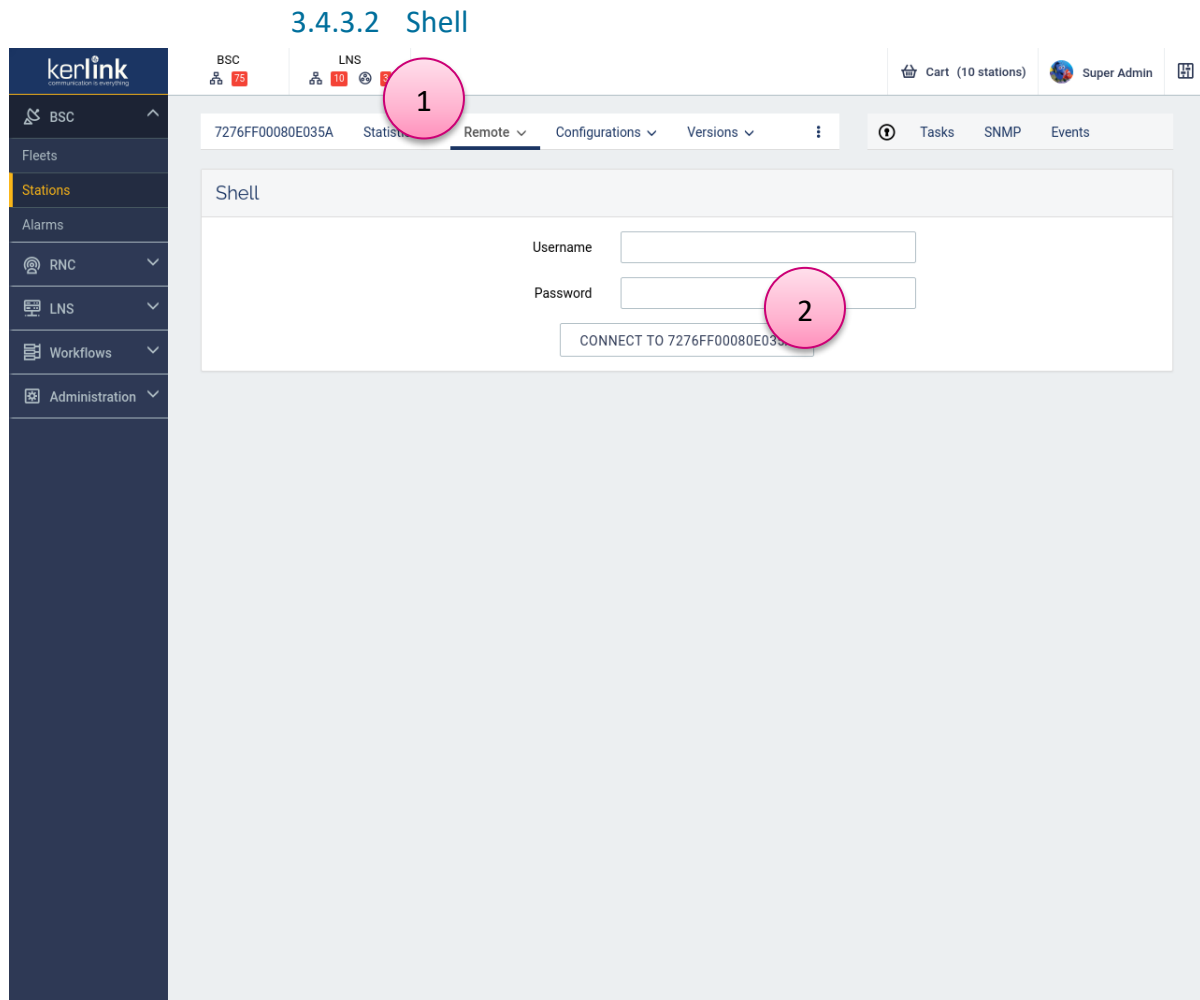 3.4.3.2 Shell
kerlink
communication is everything
BSC
75
LNS
10
Cart (10 stations)
Super Admin
BSC
Fleets
Stations
Alarms
RNC
LNS
Workflows
Administration
1
7276FF00080E035A Remote Configurations Versions
Tasks SNMP Events
Shell
Username
Password
2
CONNECT TO